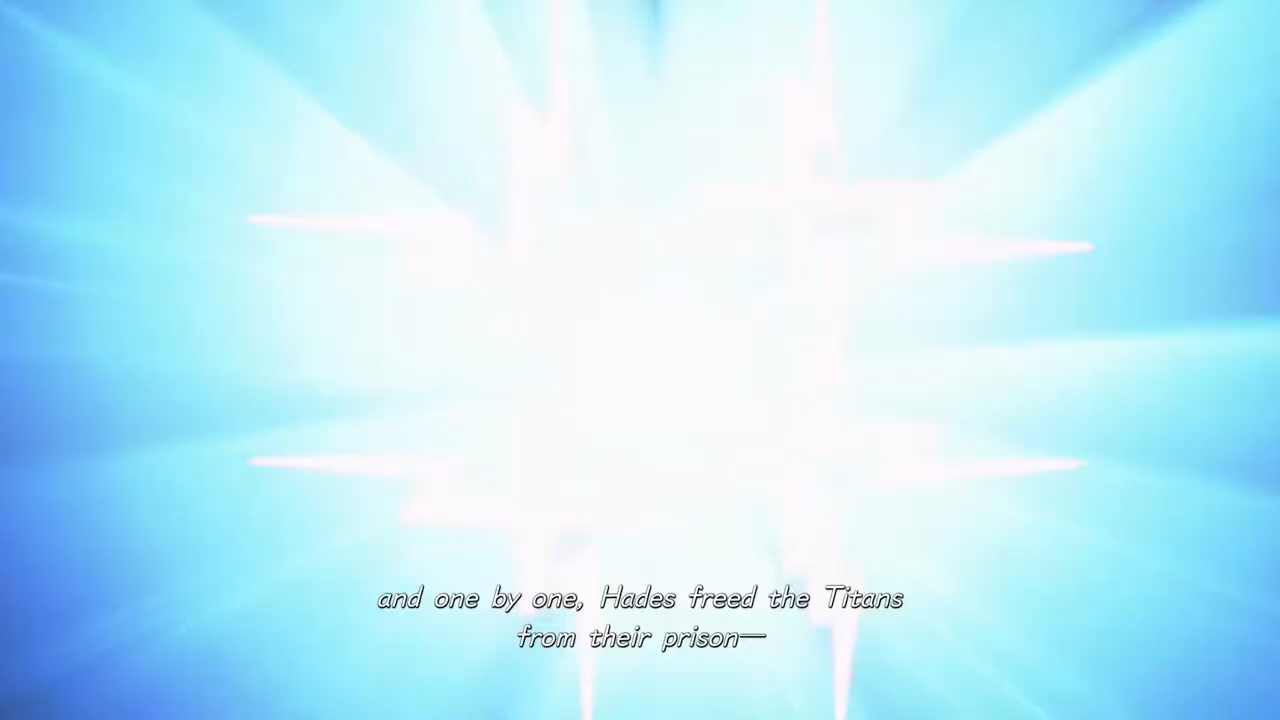 and one by one, Hades freed the Titans
from their prison—